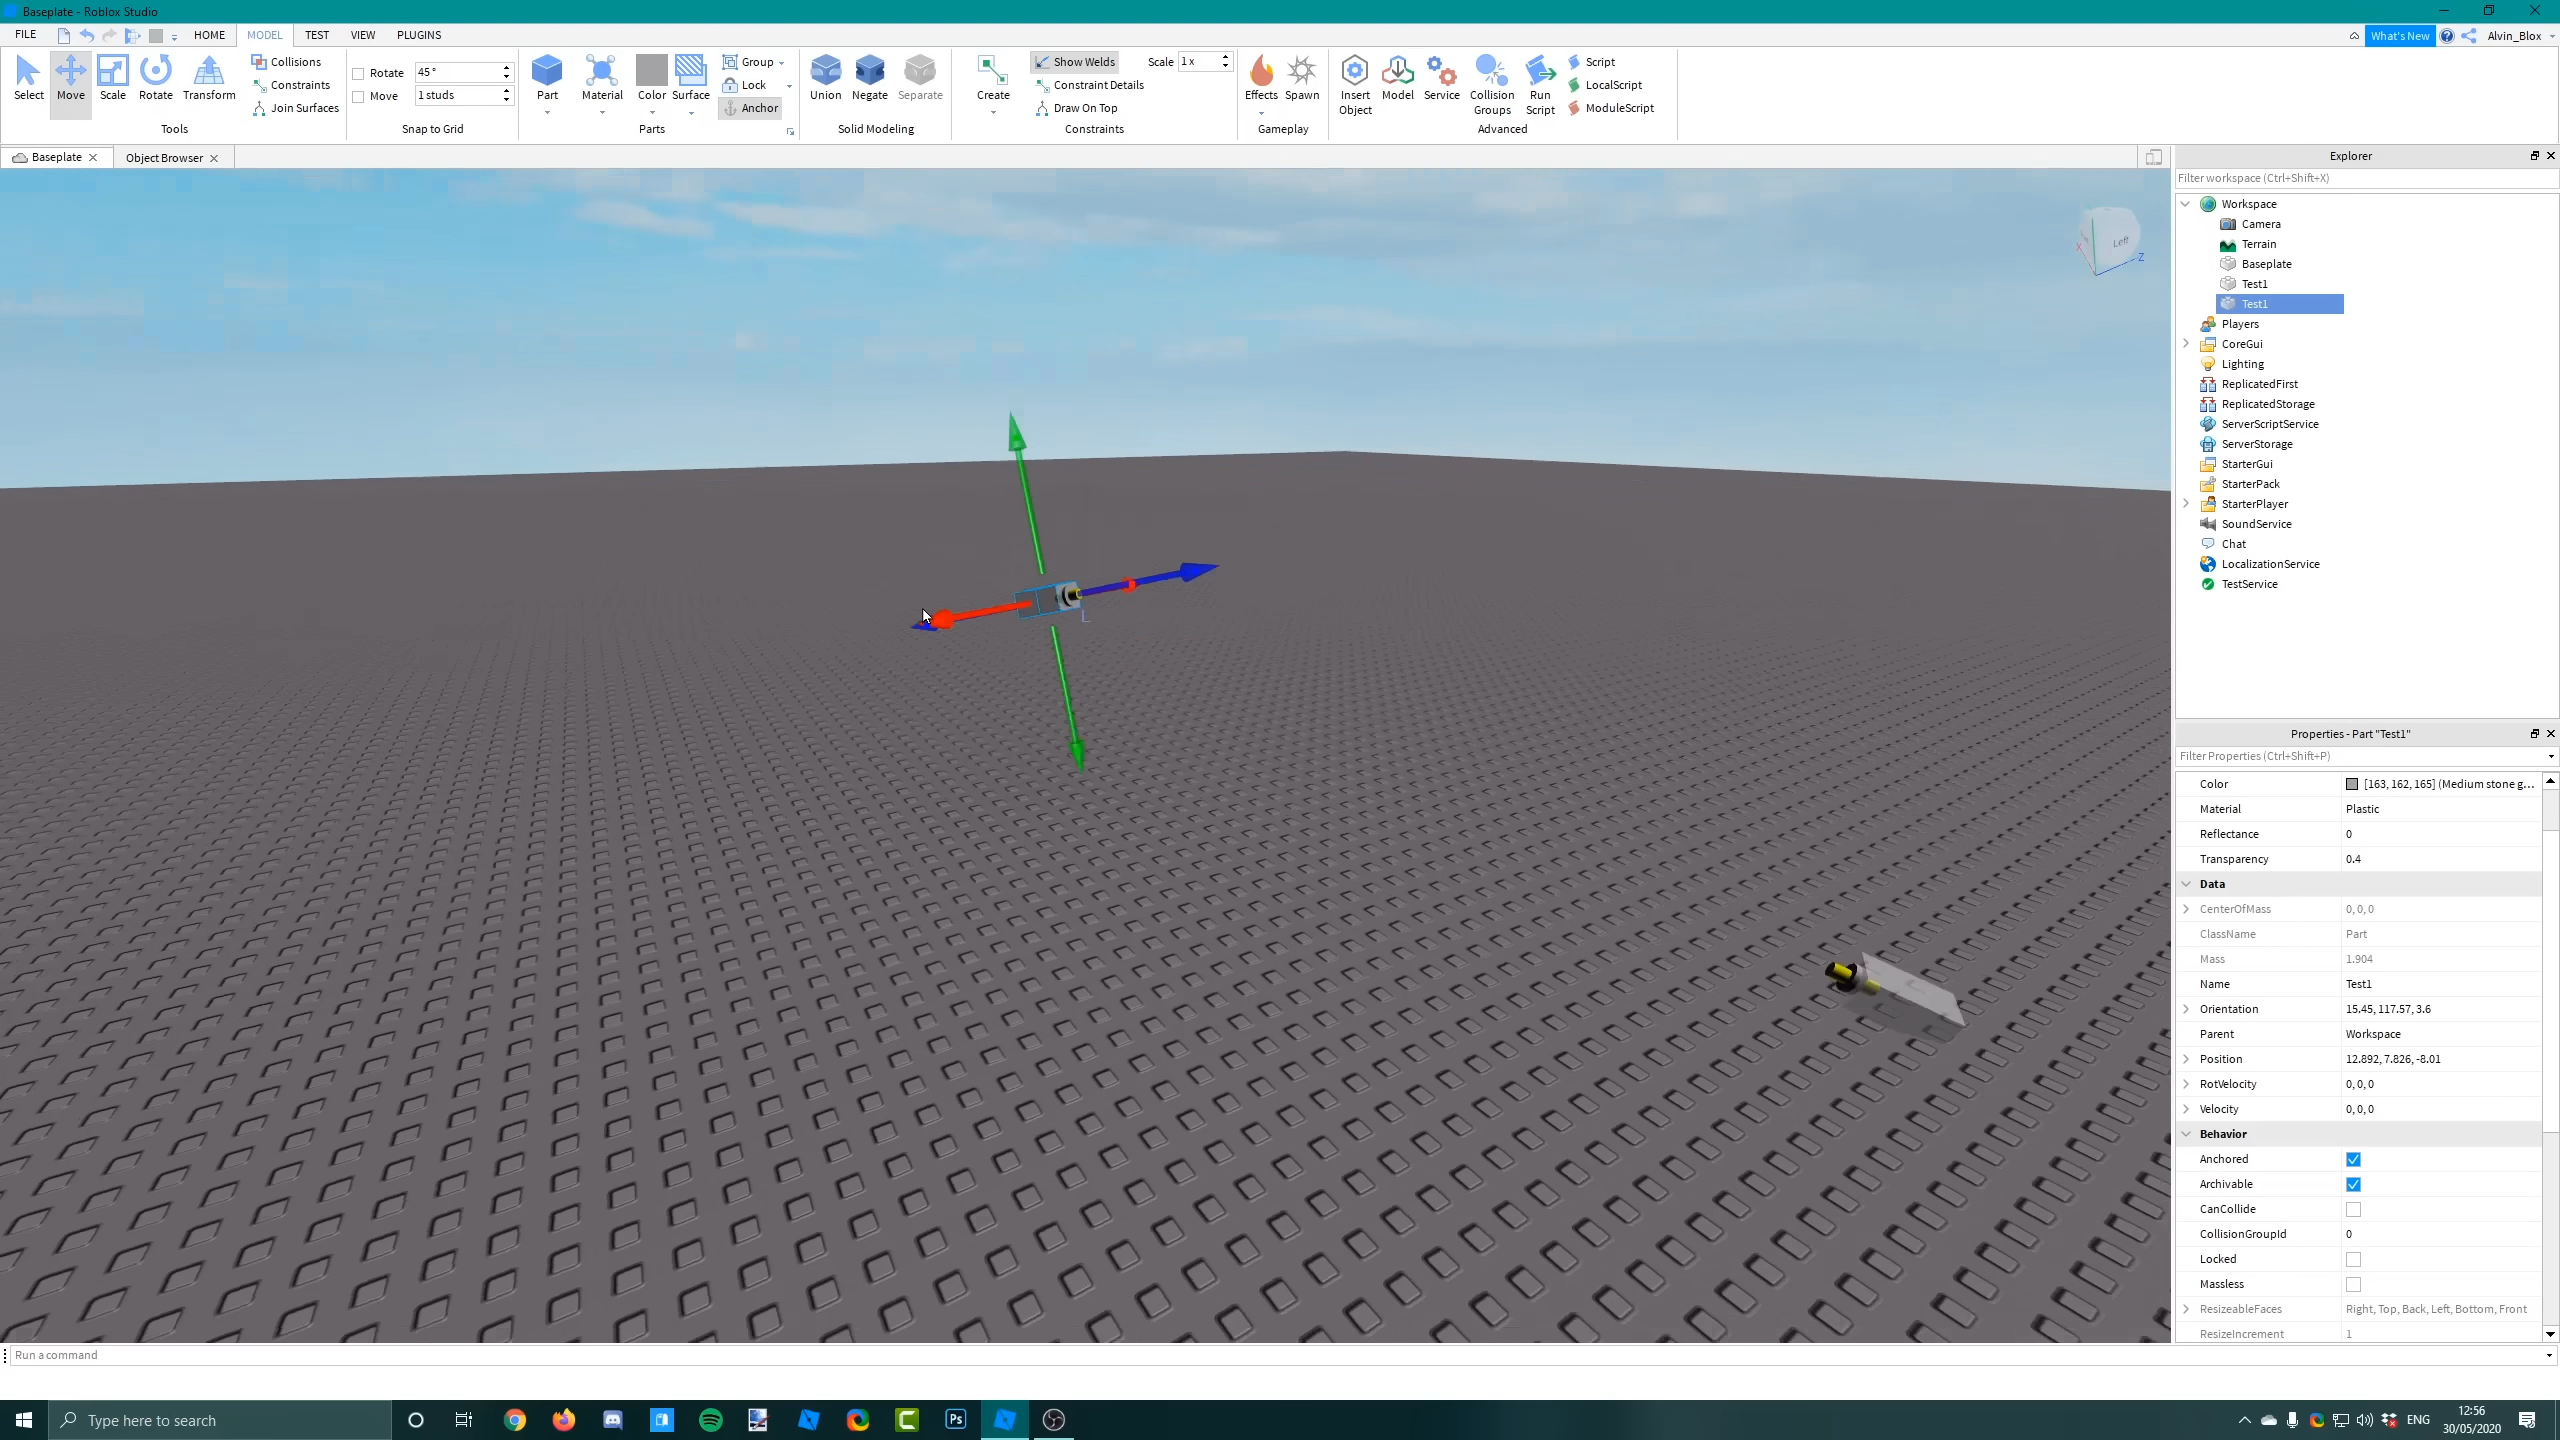 Baseplate - Roblox Studio
FILE HOME MODEL TEST VIEW PLUGINS What's New Alvin_Blox
Select Move Scale Rotate Transform
Collisions
Constraints
Join Surfaces
Tools
Rotate 45 °
Move 1 studs
Snap to Grid
Part Material Color Surface
Group
Lock
Anchor
Parts
Union Negate Separate
Solid Modeling
Create
Show Welds Scale 1 x
Constraint Details
Draw On Top
Constraints
Effects Spawn
Gameplay
Insert Object
Model
Service
Collision Groups
Run Script
Script
LocalScript
ModuleScript
Advanced
Baseplate Object Browser
Left
X
Z
L
Explorer
Filter workspace (Ctrl+Shift+X)
Workspace
Camera
Terrain
Baseplate
Test1
Test1
Players
CoreGui
Lighting
ReplicatedFirst
ReplicatedStorage
ServerScriptService
ServerStorage
StarterGui
StarterPack
StarterPlayer
SoundService
Chat
LocalizationService
TestService
Properties - Part "Test1"
Filter Properties (Ctrl+Shift+P)
Color [163, 162, 165] (Medium stone g...
Material Plastic
Reflectance 0
Transparency 0.4
Data
CenterOfMass 0, 0, 0
ClassName Part
Mass 1.904
Name Test1
Orientation 15.45, 117.57, 3.6
Parent Workspace
Position 12.892, 7.826, -8.01
RotVelocity 0, 0, 0
Velocity 0, 0, 0
Behavior
Anchored
Archivable
CanCollide
CollisionGroupId 0
Locked
Massless
ResizeableFaces Right, Top, Back, Left, Bottom, Front
ResizeIncrement 1
Run a command
Type here to search
Ps
ENG
12:56
30/05/2020